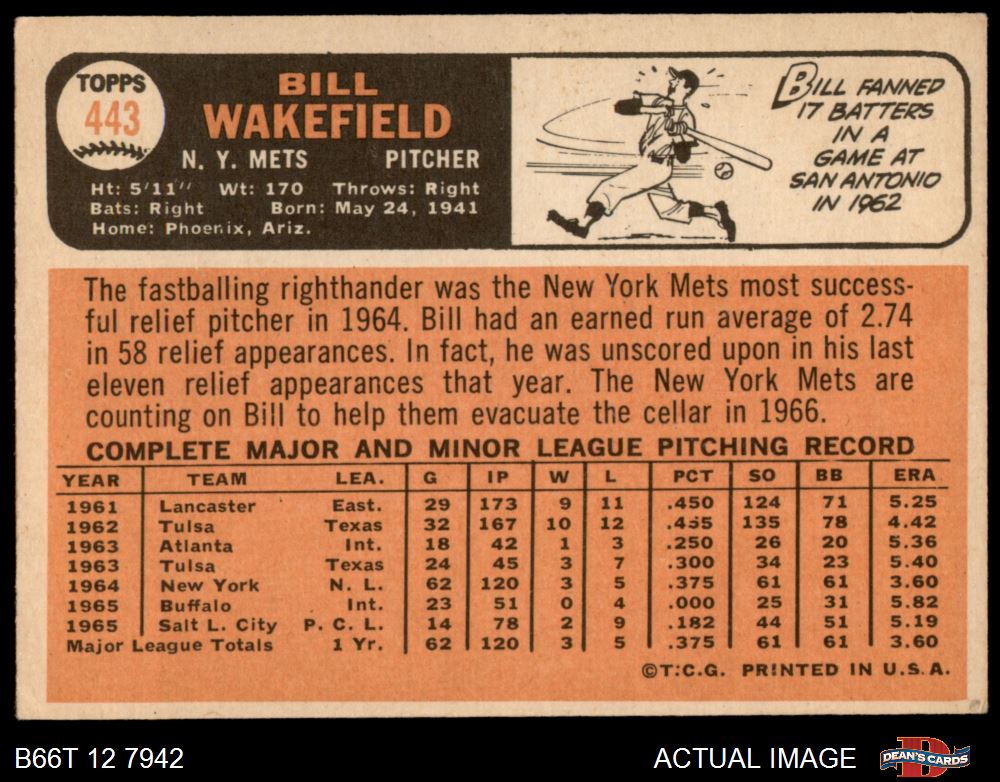 TOPPS
443
BILL
WAKEFIELD
N. Y. METS PITCHER
Ht: 5'11" Wt: 170 Throws: Right
Bats: Right Born: May 24, 1941
Home: Phoenix, Ariz.
BILL FANNED
17 BATTERS
IN A
GAME AT
SAN ANTONIO
IN 1962
The fastballing righthander was the New York Mets most success-
ful relief pitcher in 1964. Bill had an earned run average of 2.74
in 58 relief appearances. In fact, he was unscored upon in his last
eleven relief appearances that year. The New York Mets are
counting on Bill to help them evacuate the cellar in 1966.
COMPLETE MAJOR AND MINOR LEAGUE PITCHING RECORD
YEAR TEAM LEA. G IP W L PCT SO BB ERA
1961 Lancaster East. 29 173 9 11 .450 124 71 5.25
1962 Tulsa Texas 32 167 10 12 .455 135 78 4.42
1963 Atlanta Int. 18 42 1 3 .250 26 20 5.36
1963 Tulsa Texas 24 45 3 7 .300 34 23 5.40
1964 New York N. L. 62 120 3 5 .375 61 61 3.60
1965 Buffalo Int. 23 51 0 4 .000 25 31 5.82
1965 Salt L. City P. C. L. 14 78 2 9 .182 44 51 5.19
Major League Totals 1 Yr. 62 120 3 5 .375 61 61 3.60
©T.C.G. PRINTED IN U.S.A.
B66T 12 7942 ACTUAL IMAGE DEAN'S CARDS